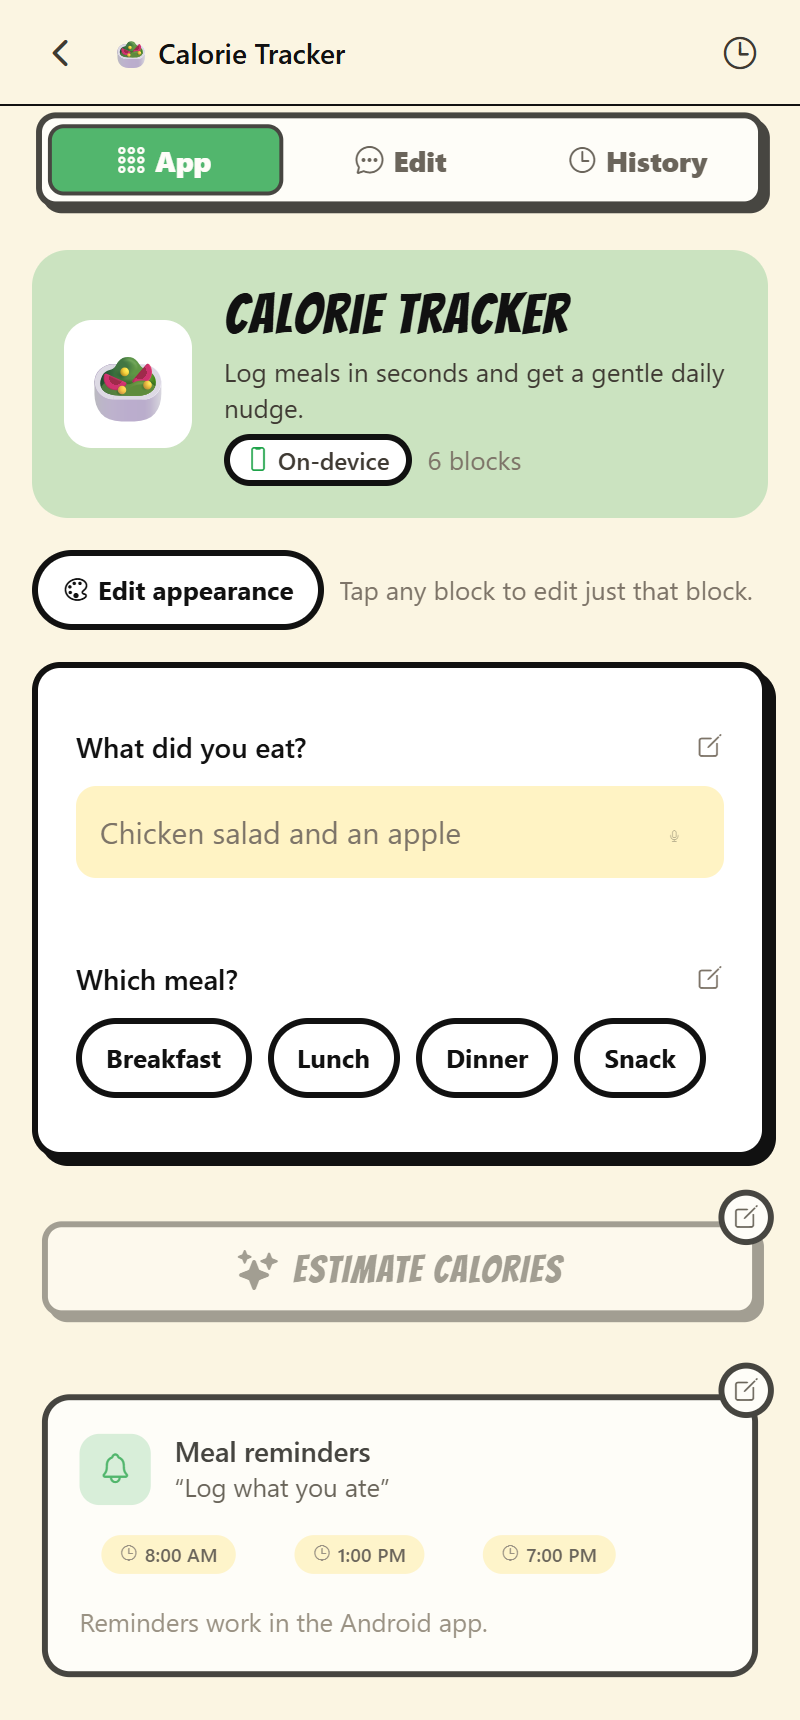 Calorie Tracker
App
Edit
History
CALORIE TRACKER
Log meals in seconds and get a gentle daily
nudge.
On-device
6 blocks
Edit appearance
Tap any block to edit just that block.
What did you eat?
Chicken salad and an apple
Which meal?
Breakfast
Lunch
Dinner
Snack
ESTIMATE CALORIES
Meal reminders
“Log what you ate”
8:00 AM
1:00 PM
7:00 PM
Reminders work in the Android app.